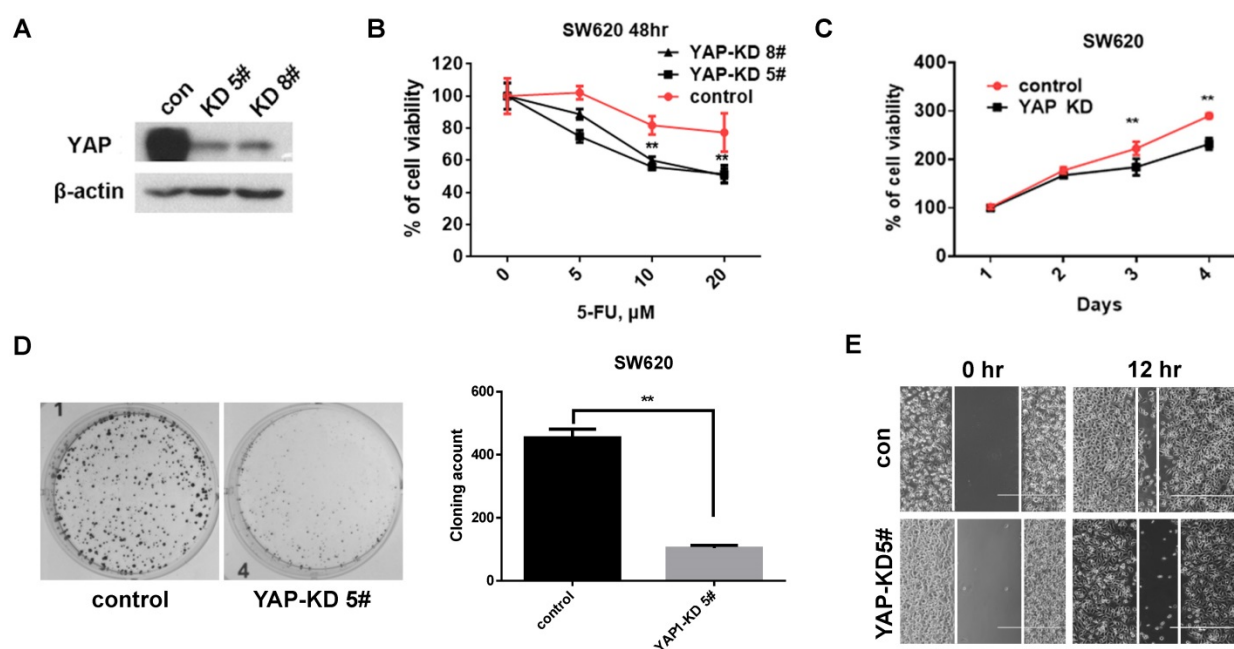 A
con
KD 5#
KD 8#
YAP
β-actin
B
SW620 48hr
YAP-KD 8#
YAP-KD 5#
control
% of cell viability
120
100
80
60
40
20
0
**
**
0
5
10
20
5-FU, µM
C
SW620
control
YAP KD
% of cell viability
400
300
200
100
0
**
**
1
2
3
4
Days
D
1
4
control
YAP-KD 5#
SW620
Cloning acount
600
400
200
0
**
control
YAP1-KD 5#
E
0 hr
12 hr
con
YAP-KD5#